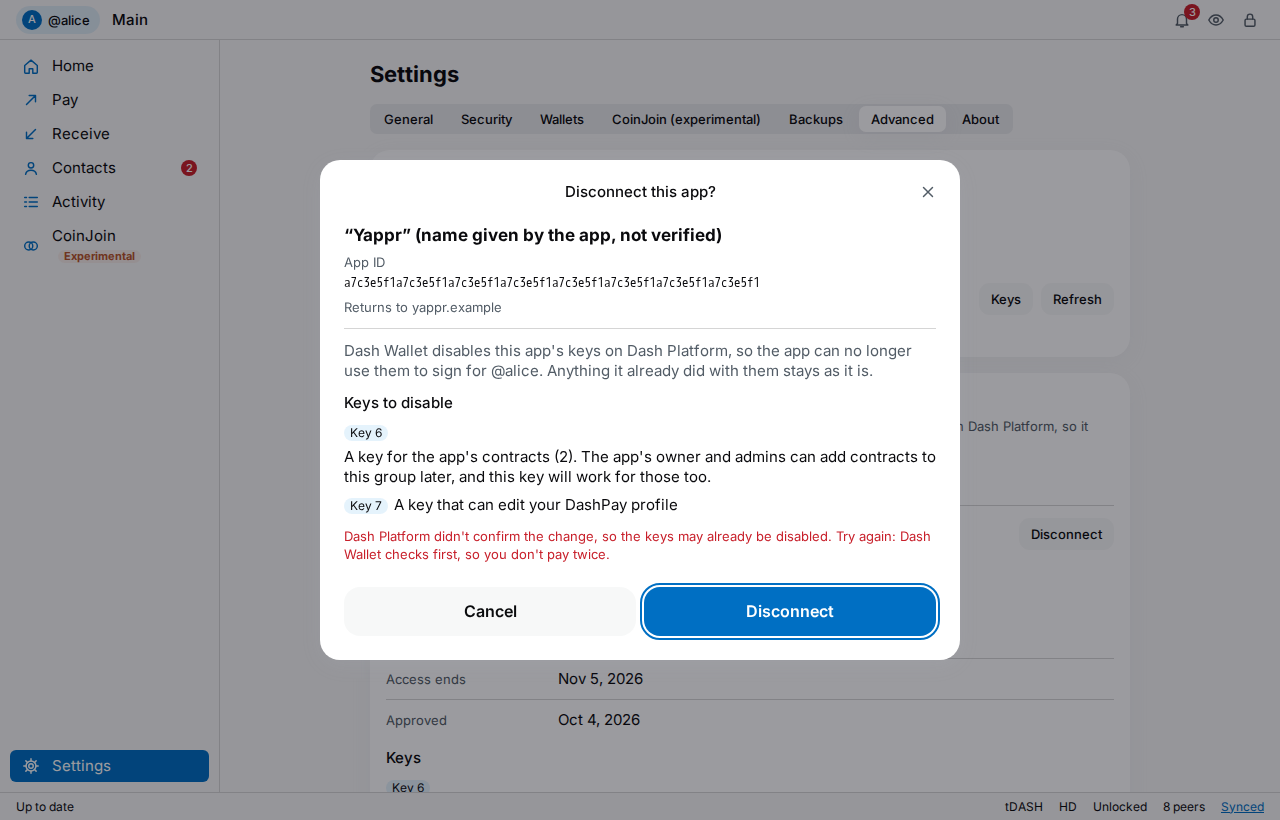 A @alice Main 3
Home
Pay
Receive
Contacts 2
Activity
CoinJoin
Experimental
Settings
Settings
General Security Wallets CoinJoin (experimental) Backups Advanced About
Keys Refresh
n Dash Platform, so it
Disconnect
Disconnect this app?
“Yappr” (name given by the app, not verified)
App ID
a7c3e5f1a7c3e5f1a7c3e5f1a7c3e5f1a7c3e5f1a7c3e5f1a7c3e5f1a7c3e5f1
Returns to yappr.example
Dash Wallet disables this app's keys on Dash Platform, so the app can no longer
use them to sign for @alice. Anything it already did with them stays as it is.
Keys to disable
Key 6
A key for the app's contracts (2). The app's owner and admins can add contracts to
this group later, and this key will work for those too.
Key 7 A key that can edit your DashPay profile
Dash Platform didn't confirm the change, so the keys may already be disabled. Try again: Dash
Wallet checks first, so you don't pay twice.
Cancel Disconnect
Access ends Nov 5, 2026
Approved Oct 4, 2026
Keys
Key 6
Up to date tDASH HD Unlocked 8 peers Synced